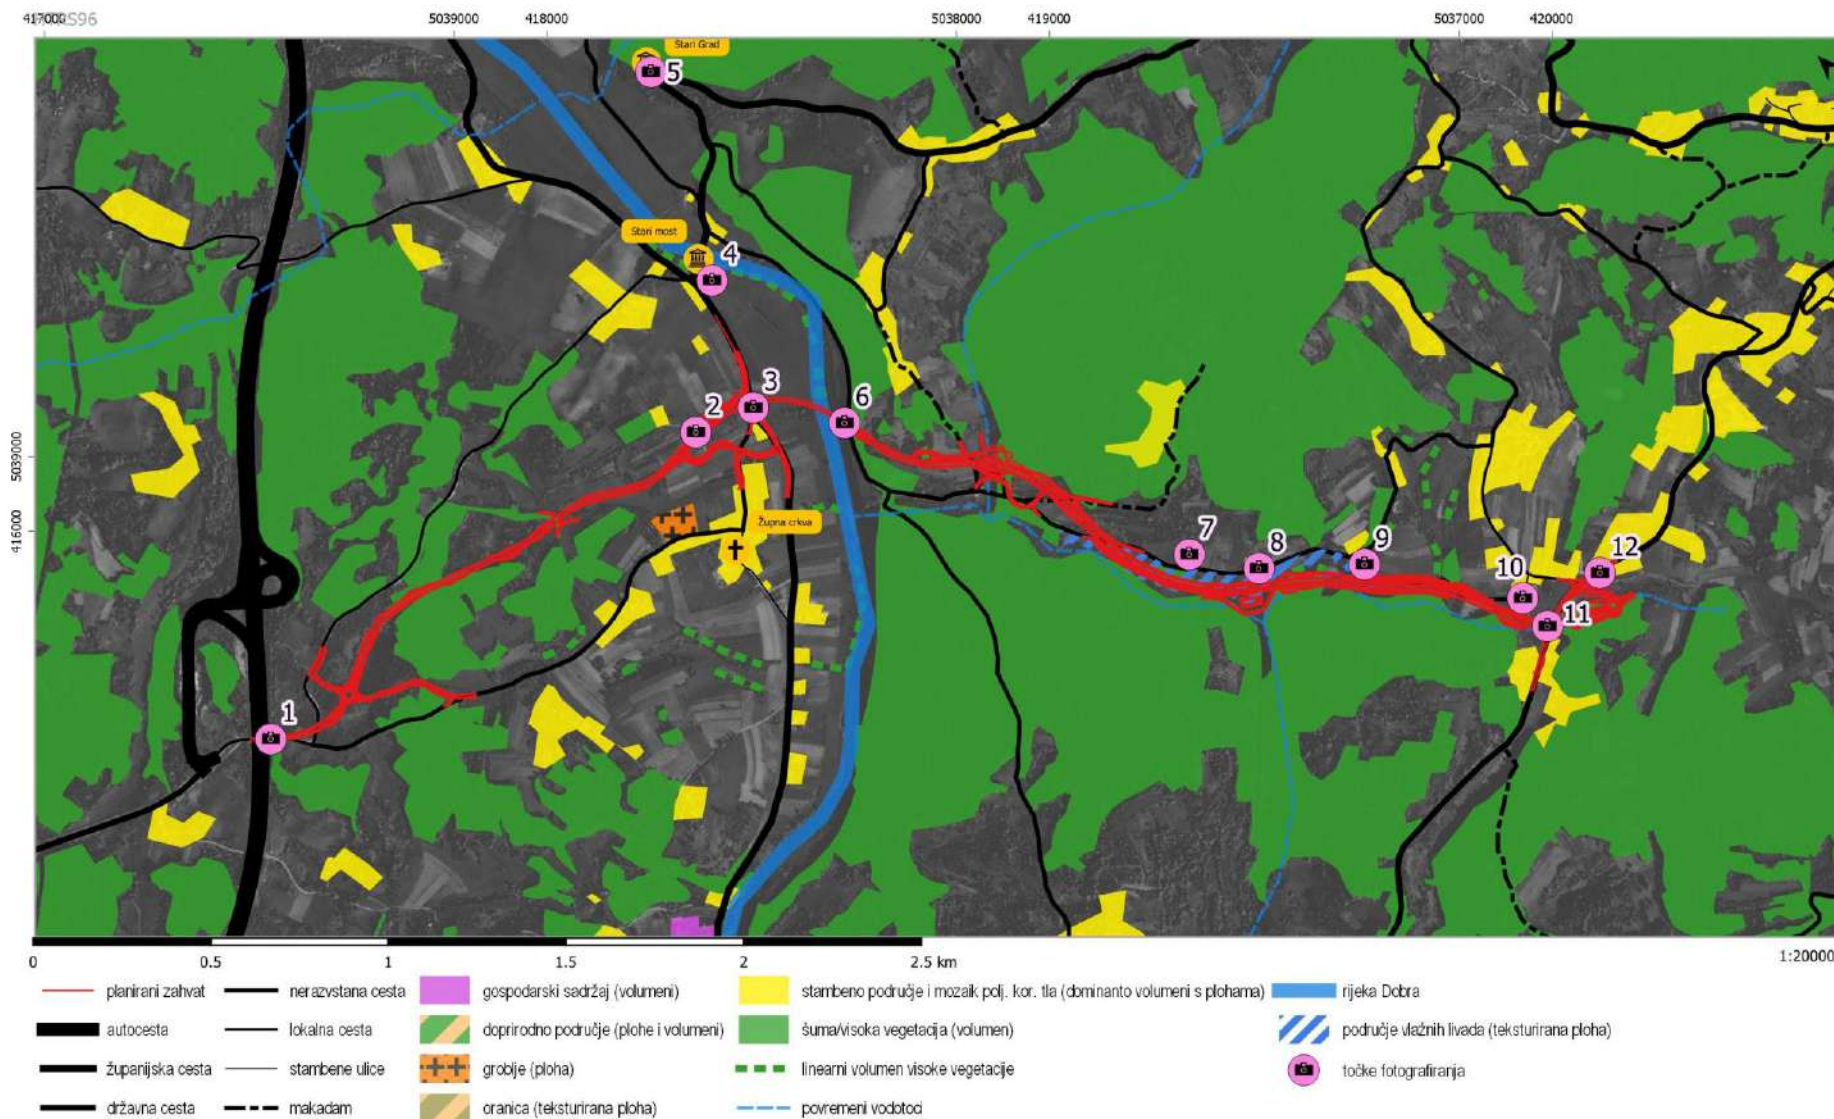 417000 5039000 418000 5038000 419000 5037000 420000
Stari Grad
5
Stari most
4
3
2
6
5039000
416000
Župna crkva
7
8
9
10
12
11
1
0 0.5 1 1.5 2 2.5 km
1:20000
planirani zahvat
nerazvstana cesta
gospodarski sadržaj (volumeni)
stambeno područje i mozaik polj. kor. tla (dominanto volumeni s plohama)
rijeka Dobra
autocesta
lokalna cesta
doprirodno područje (plohe i volumeni)
šuma/visoka vegetacija (volumen)
područje vlažnih livada (teksturirana ploha)
županijska cesta
stambene ulice
groblje (ploha)
linearni volumen visoke vegetacije
točke fotografiranja
državna cesta
makadam
oranica (teksturirana ploha)
povremeni vodotoci